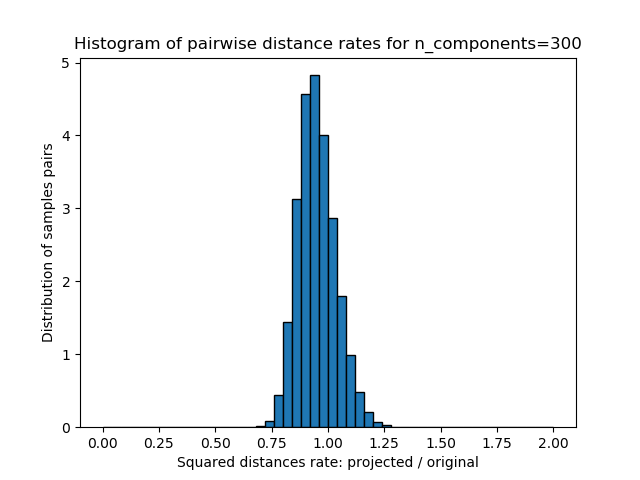 Histogram of pairwise distance rates for n_components=300
Distribution of samples pairs
5
4
3
2
1
0
0.00 0.25 0.50 0.75 1.00 1.25 1.50 1.75 2.00
Squared distances rate: projected / original